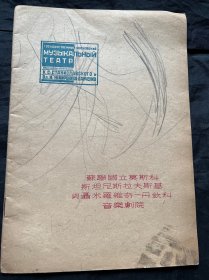 МУЗЫКАЛЬНЫЙ
ТЕАТР
К.С.СТАНИСЛАВСКОГО и
蘇聯國立莫斯科
斯坦尼斯拉夫斯基
與聶米羅維奇-丹欽科
音樂劇院